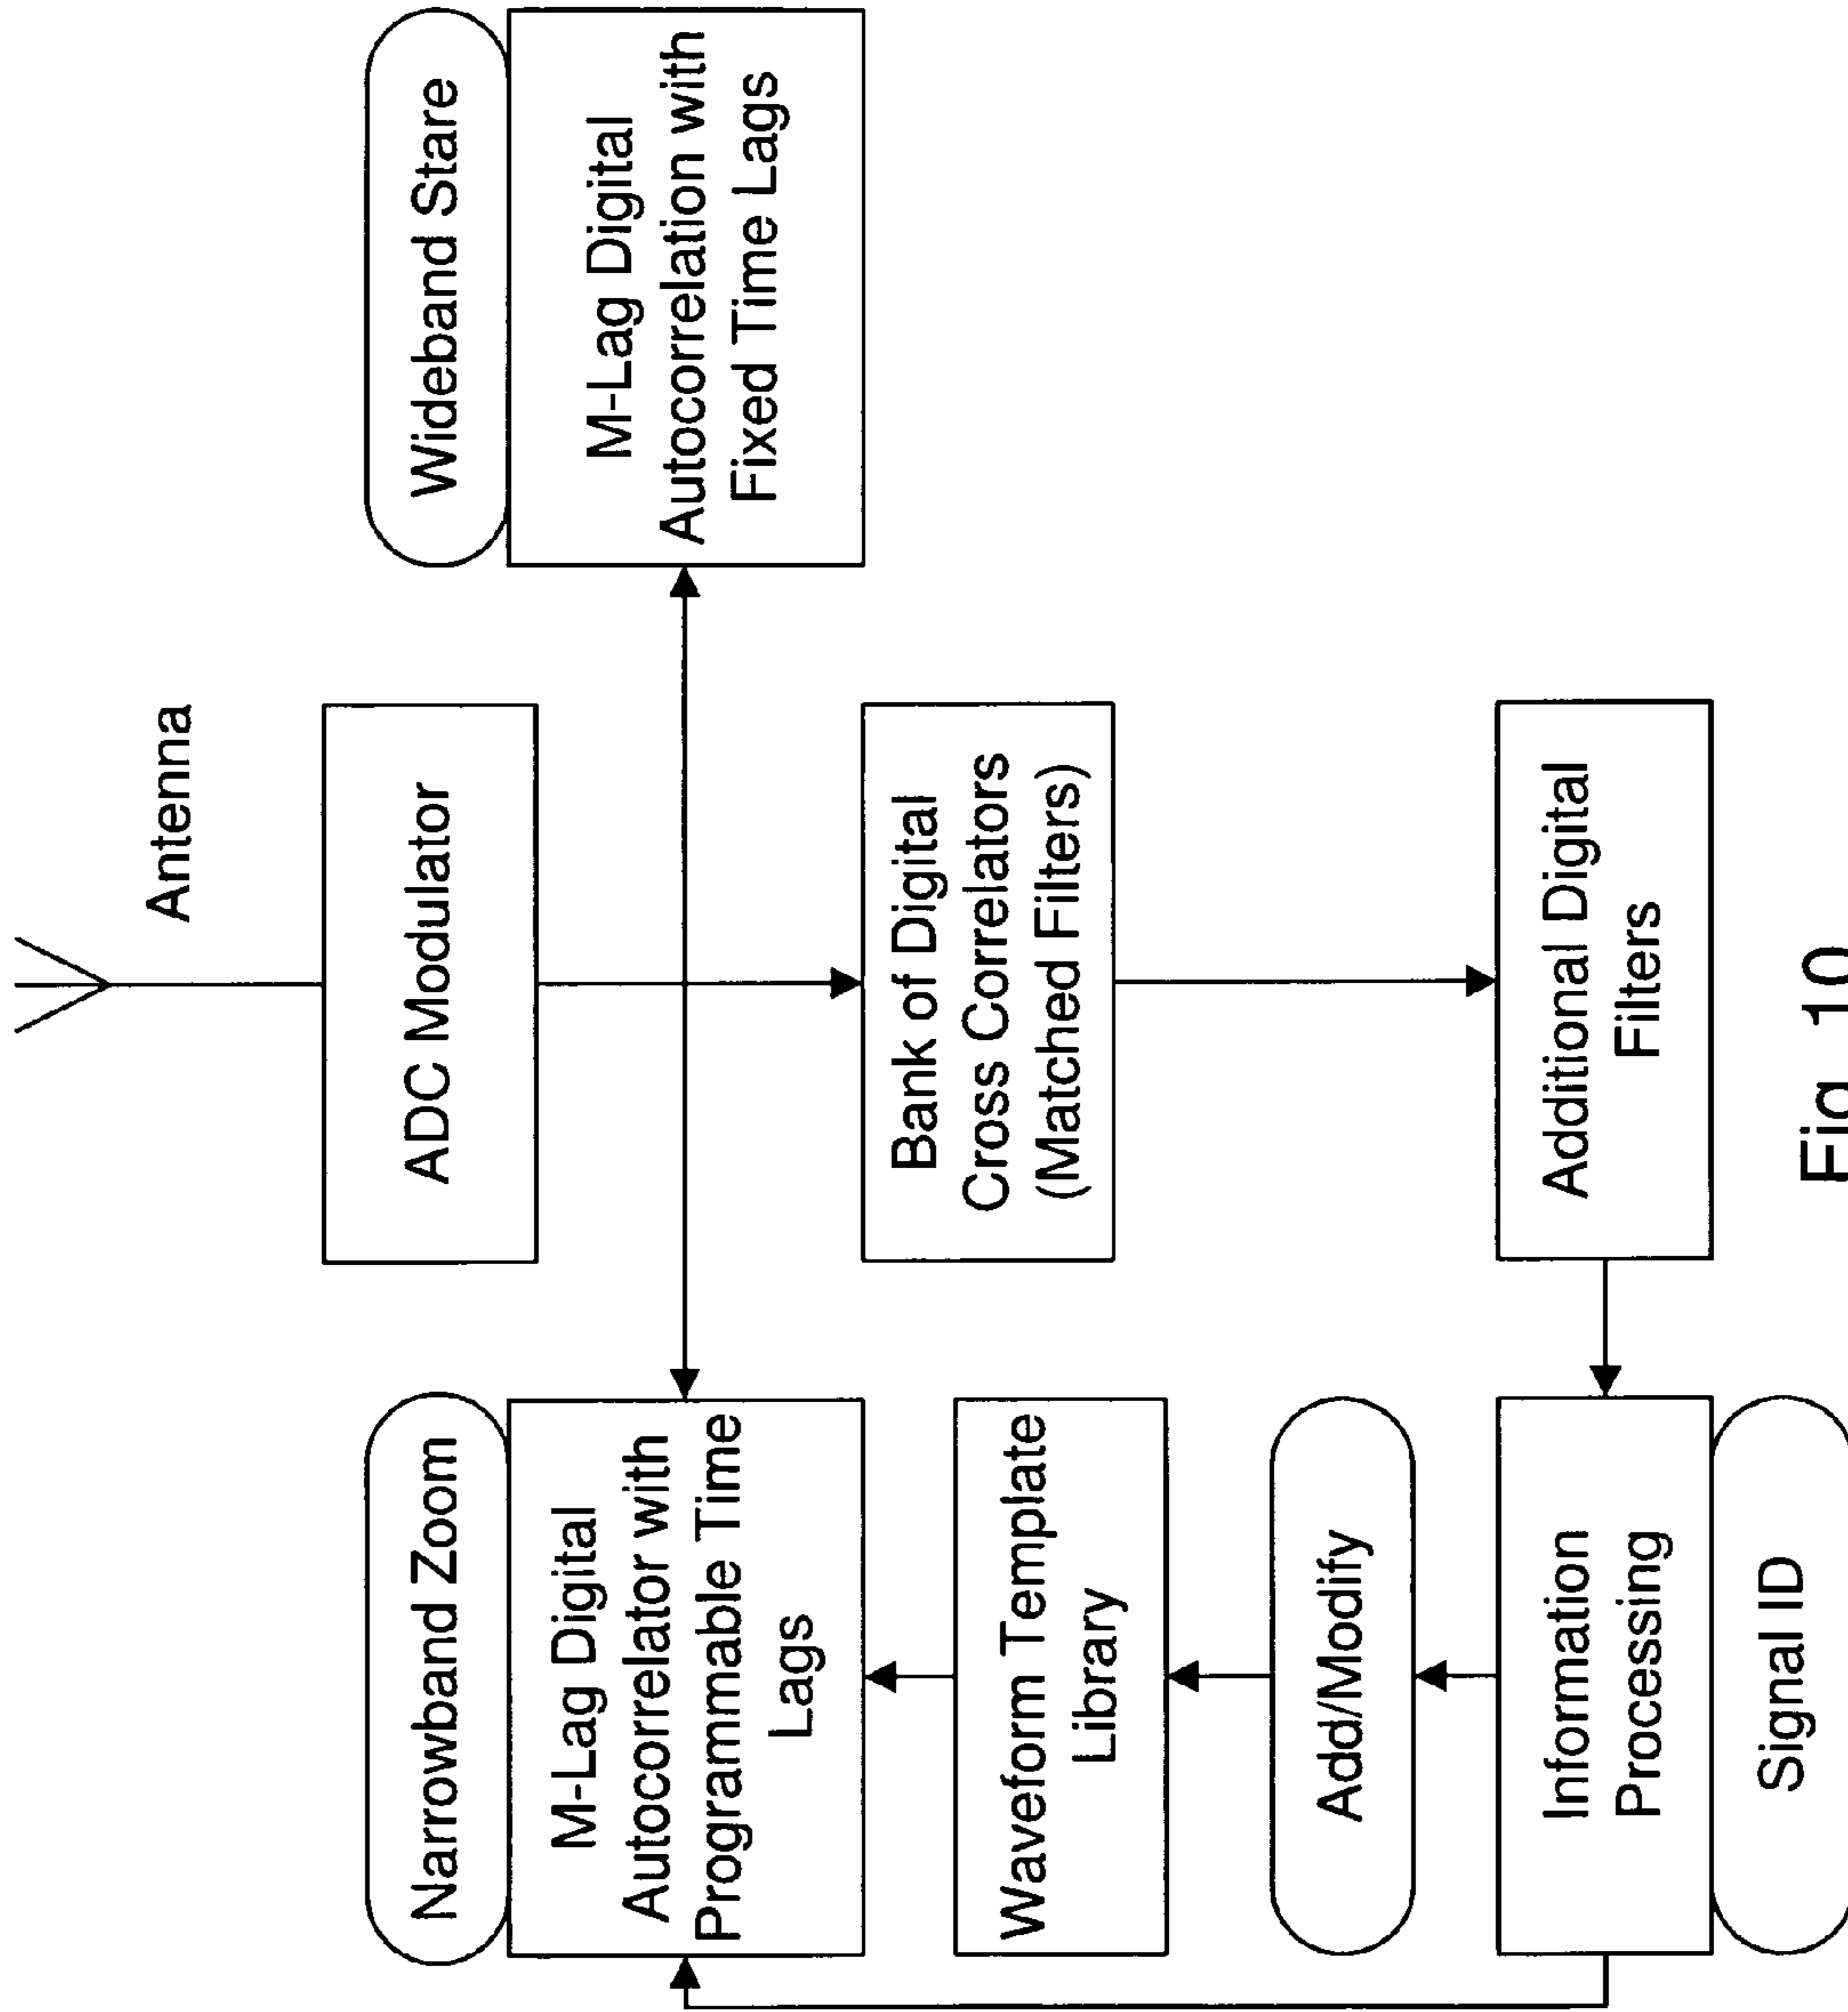 Antenna
ADC Modulator
Narrowband Zoom
M-Lag Digital
Autocorrelator with
Programmable Time
Lags
Wideband Stare
M-Lag Digital
Autocorrelation with
Fixed Time Lags
Bank of Digital
Cross Correlators
(Matched Filters)
Waveform Template
Library
Add/Modify
Information
Processing
Signal ID
Additional Digital
Filters
Fig. 10